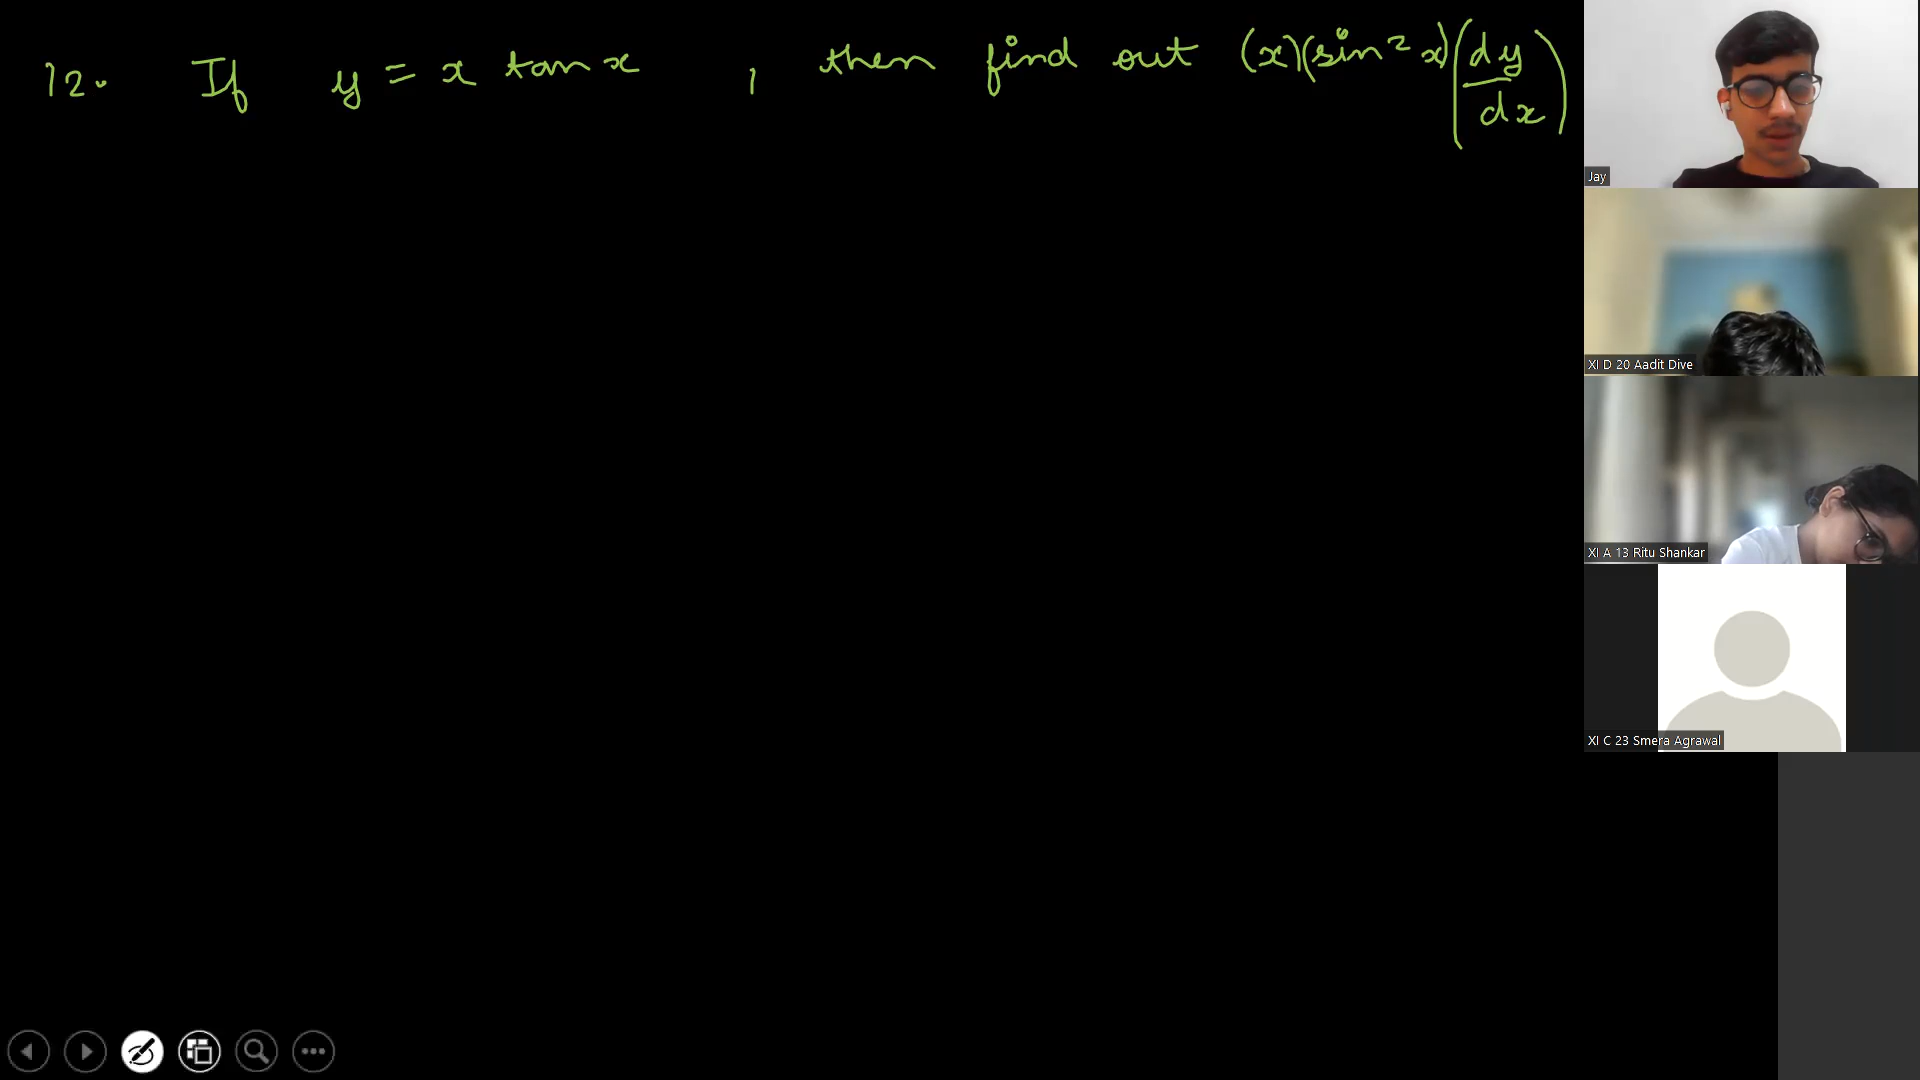 12. If y = x tan x , then find out (x)(sin² x)(dy/dx)
Jay
XI D 20 Aadit Dive
XI A 13 Ritu Shankar
XI C 23 Smera Agrawal